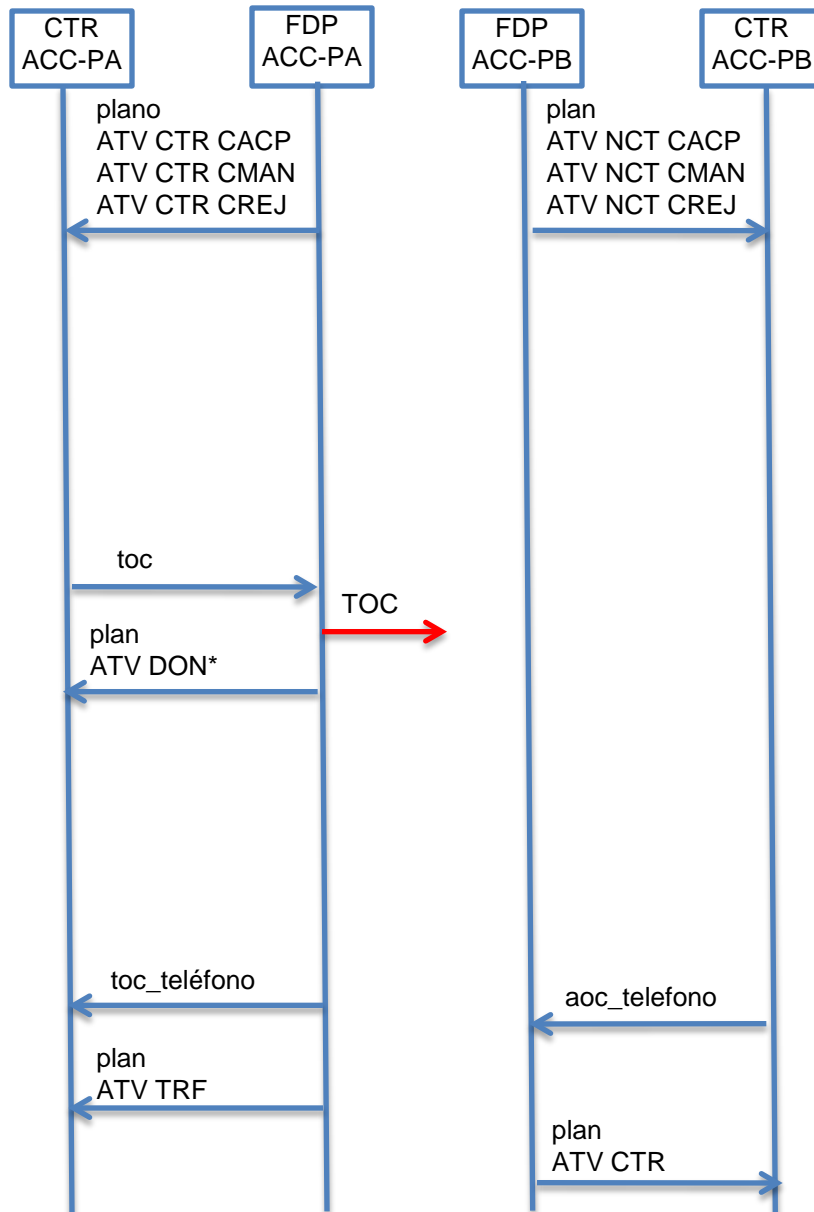 CTR
ACC-PA
FDP
ACC-PA
FDP
ACC-PB
CTR
ACC-PB
plano
ATV CTR CACP
ATV CTR CMAN
ATV CTR CREJ
plan
ATV NCT CACP
ATV NCT CMAN
ATV NCT CREJ
toc
TOC
plan
ATV DON*
toc_teléfono
aoc_telefono
plan
ATV TRF
plan
ATV CTR